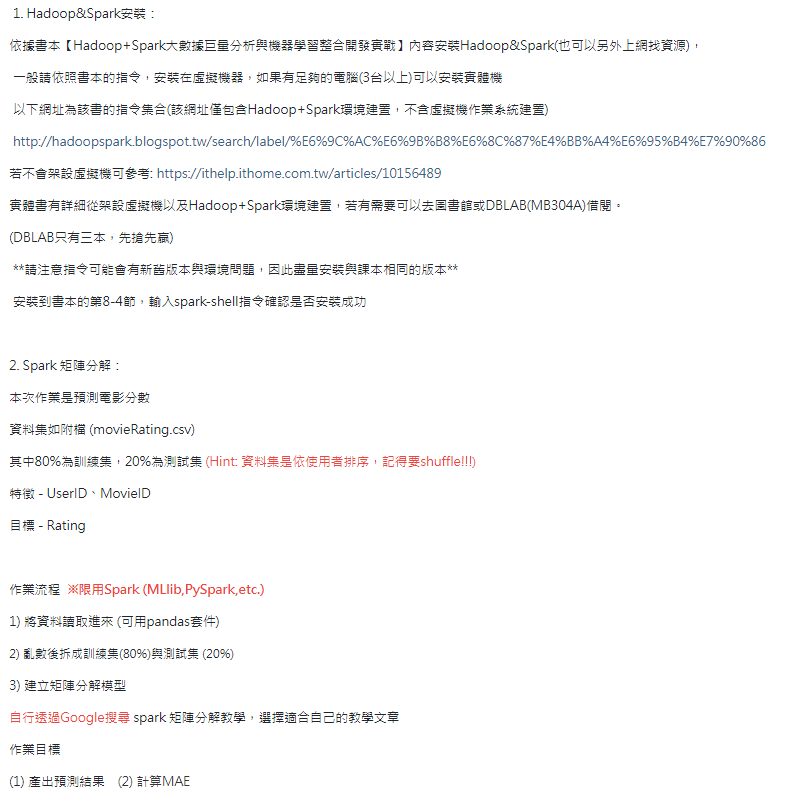 1. Hadoop&Spark安裝：
依據書本【Hadoop+Spark大數據巨量分析與機器學習整合開發實戰】內容安裝Hadoop&Spark(也可以另外上網找資源)，
一般請依照書本的指令，安裝在虛擬機器，如果有足夠的電腦(3台以上)可以安裝實體機
以下網址為該書的指令集合(該網址僅包含Hadoop+Spark環境建置，不含虛擬機作業系統建置)
http://hadoopspark.blogspot.tw/search/label/%E6%9C%AC%E6%9B%B8%E6%8C%87%E4%BB%A4%E6%95%B4%E7%90%86
若不會架設虛擬機可參考: https://ithelp.ithome.com.tw/articles/10156489
實體書有詳細從架設虛擬機以及Hadoop+Spark環境建置，若有需要可以去圖書館或DBLAB(MB304A)借閱。
(DBLAB只有三本，先搶先贏)
**請注意指令可能會有新舊版本與環境問題，因此盡量安裝與課本相同的版本**
安裝到書本的第8-4節，輸入spark-shell指令確認是否安裝成功
2. Spark 矩陣分解：
本次作業是預測電影分數
資料集如附檔 (movieRating.csv)
其中80%為訓練集，20%為測試集 (Hint: 資料集是依使用者排序，記得要shuffle!!!)
特徵 - UserID、MovieID
目標 - Rating
作業流程 ※限用Spark (MLlib,PySpark,etc.)
1) 將資料讀取進來 (可用pandas套件)
2) 亂數後拆成訓練集(80%)與測試集 (20%)
3) 建立矩陣分解模型
自行透過Google搜尋 spark 矩陣分解教學，選擇適合自己的教學文章
作業目標
(1) 產出預測結果 (2) 計算MAE